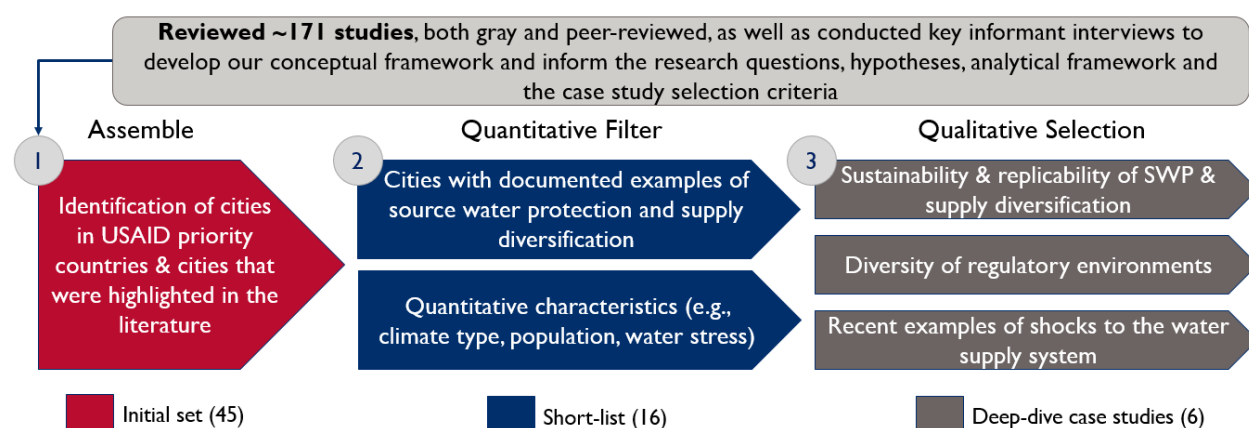 Reviewed ~171 studies, both gray and peer-reviewed, as well as conducted key informant interviews to
develop our conceptual framework and inform the research questions, hypotheses, analytical framework and
the case study selection criteria
Assemble
Quantitative Filter
Qualitative Selection
1
Identification of cities
in USAID priority
countries & cities that
were highlighted in the
literature
2
Cities with documented examples of
source water protection and supply
diversification
Quantitative characteristics (e.g.,
climate type, population, water stress)
3
Sustainability & replicability of SWP &
supply diversification
Diversity of regulatory environments
Recent examples of shocks to the water
supply system
Initial set (45)
Short-list (16)
Deep-dive case studies (6)